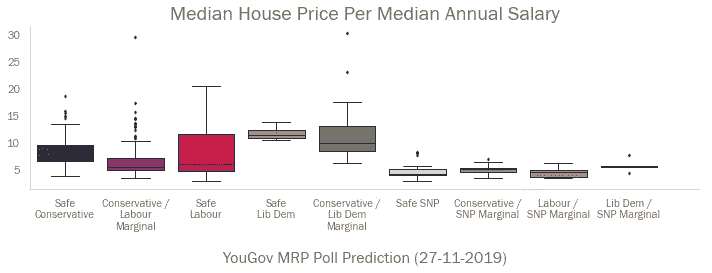 Median House Price Per Median Annual Salary
30
25
20
15
10
5
Safe
Conservative
Conservative /
Labour
Marginal
Safe
Labour
Safe
Lib Dem
Conservative /
Lib Dem
Marginal
Safe SNP
Conservative /
SNP Marginal
Labour /
SNP Marginal
Lib Dem /
SNP Marginal
YouGov MRP Poll Prediction (27-11-2019)